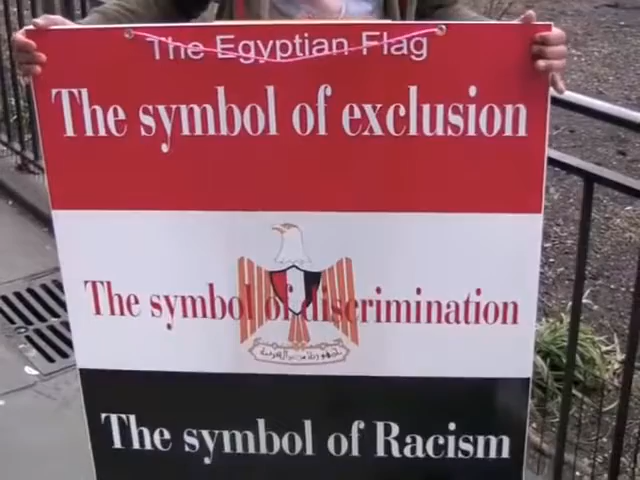 The Egyptian Flag
The symbol of exclusion
The symbol of discrimination
The symbol of Racism